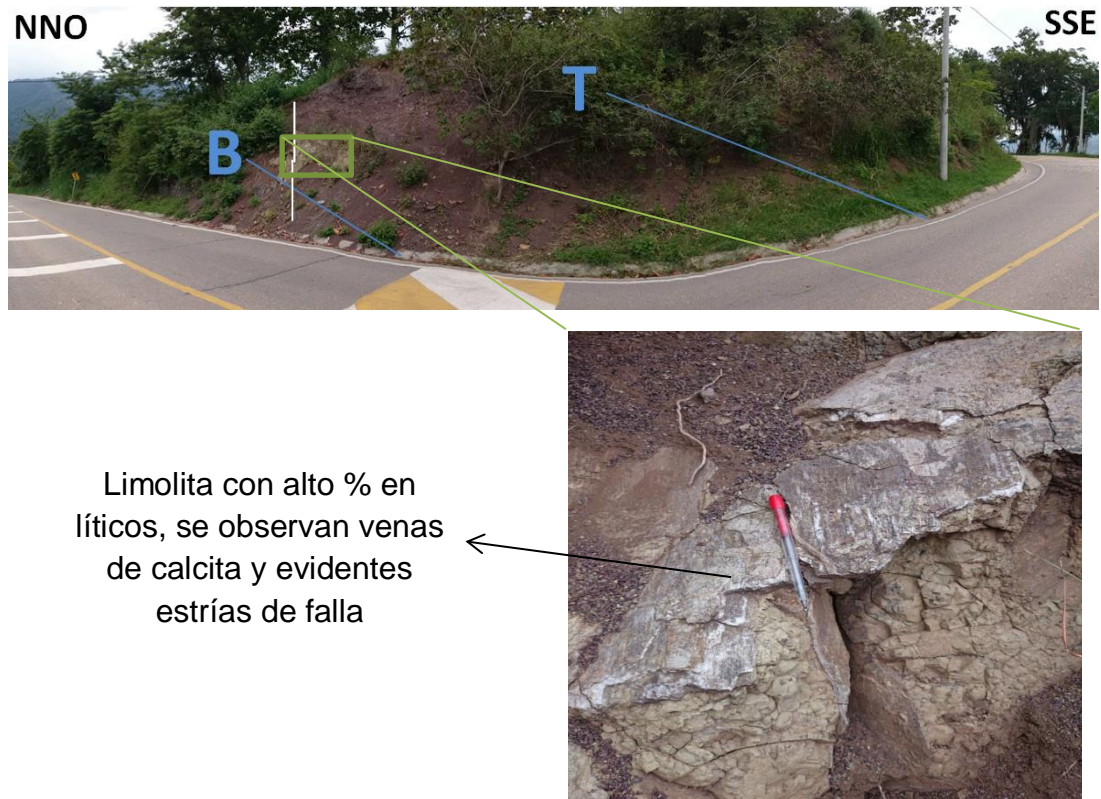 NNO
SSE
T
B
Limolita con alto % en
líticos, se observan venas
de calcita y evidentes
estrías de falla